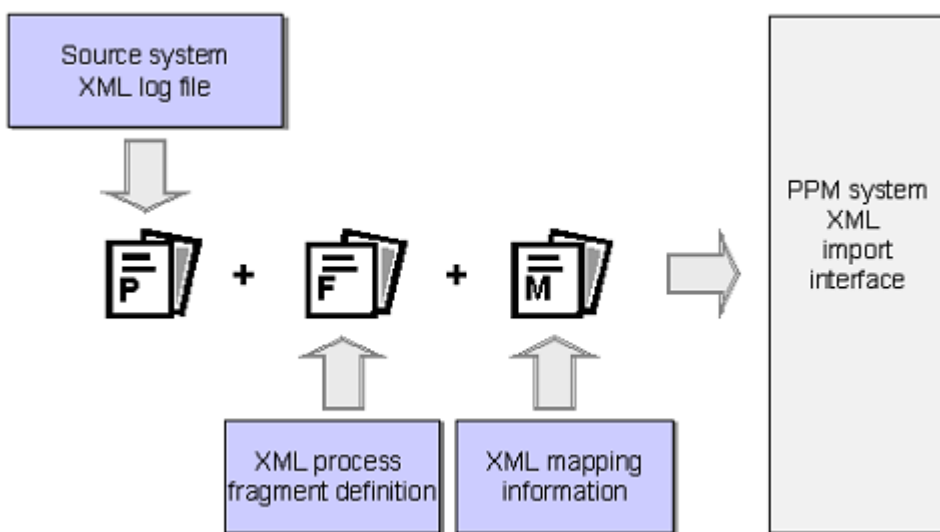 Source system
XML log file
PPM system
XML
import
interface
P + F + M
XML process
fragment definition
XML mapping
information